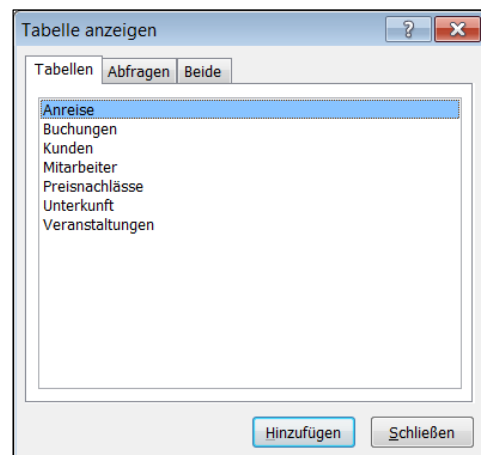 Tabelle anzeigen
?
Tabellen Abfragen Beide
Anreise
Buchungen
Kunden
Mitarbeiter
Preisnachlässe
Unterkunft
Veranstaltungen
Hinzufügen Schließen